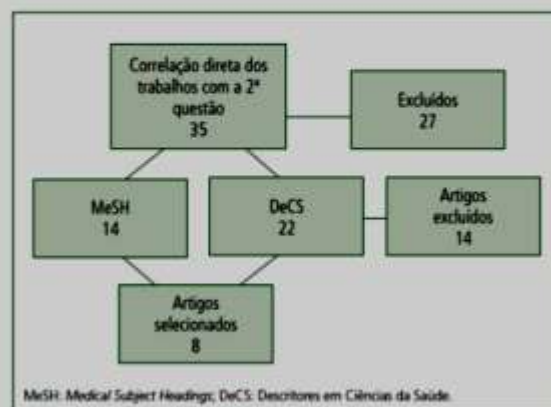 Correlação direta dos
trabalhos com a 2ª
questão
35
Excluídos
27
MeSH
14
DeCS
22
Artigos
excluídos
14
Artigos
selecionados
8
MeSH: Medical Subject Headings; DeCS: Descritores em Ciências da Saúde.